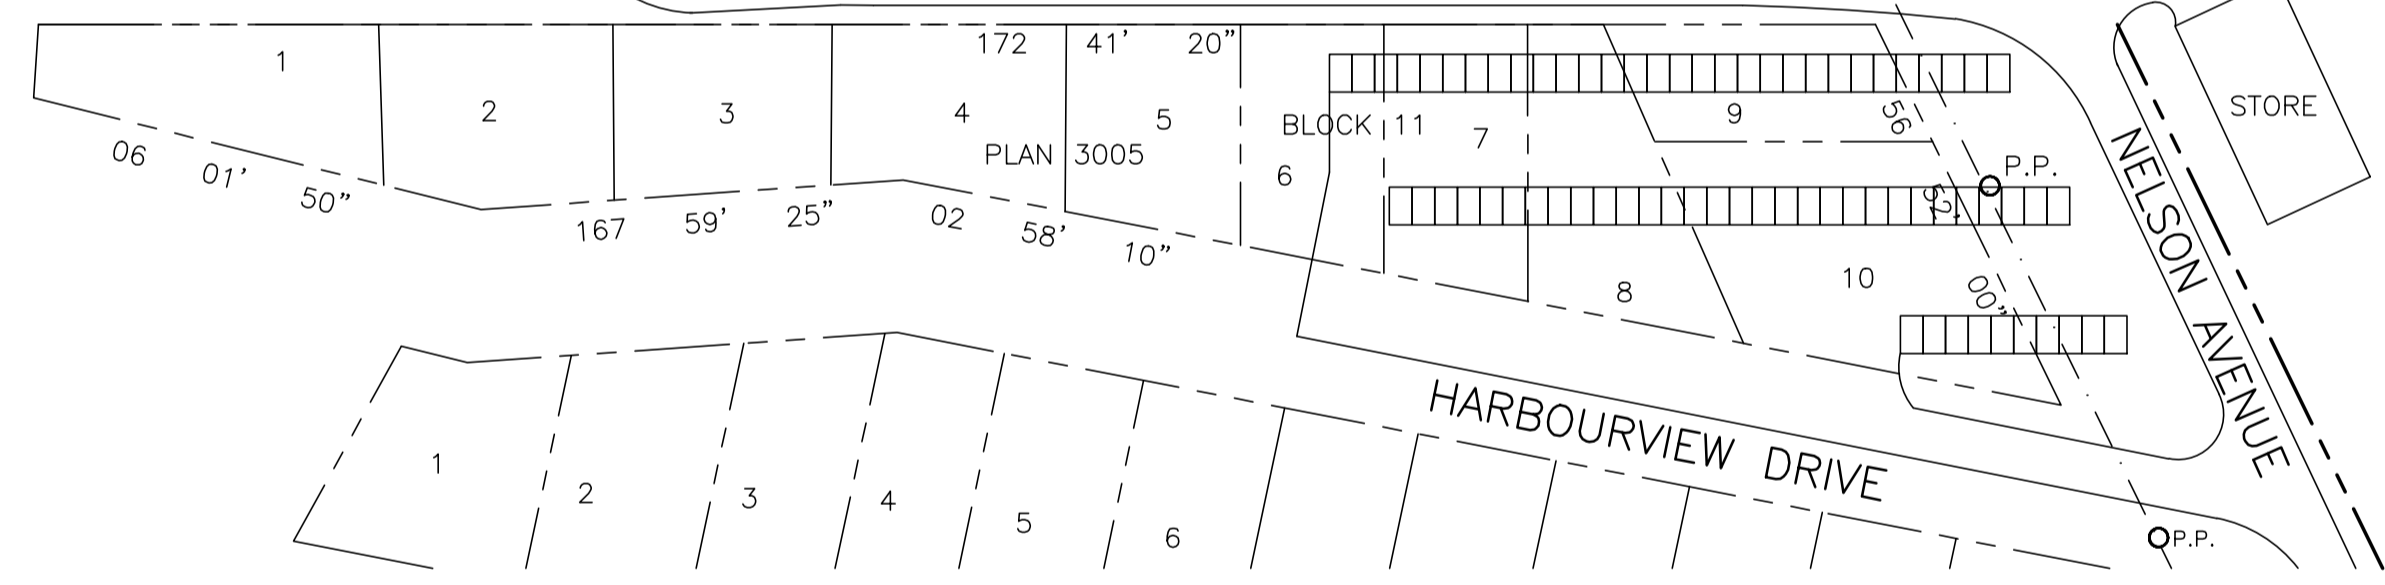 172 41' 20"
1
2
3
4
5
BLOCK 11
7
9
56
STORE
PLAN 3005
6
P.P.
06 01' 50"
52'
167 59' 25"
02 58' 10"
8
10
00"
NELSON AVENUE
HARBOURVIEW DRIVE
1
2
3
4
5
6
P.P.